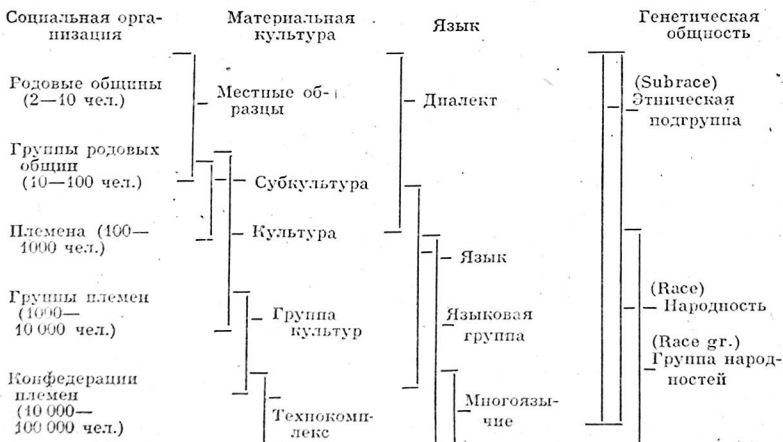 Социальная орга-
низация
Материальная
культура
Язык
Генетическая
общность
Родовые общины
(2—10 чел.)
Группы родовых
общин
(10—100 чел.)
Племена (100—
1000 чел.)
Группы племен
(1000—
10 000 чел.)
Конфедерации
племен
(10 000—
100 000 чел.)
Местные об-
разцы
Субкультура
Культура
Группа
культур
Технокомп-
лекс
Диалект
Язык
Языковая
группа
Многоязы-
чие
(Subrace)
Этническая
подгруппа
(Race)
Народность
(Race gr.)
Группа народ-
ностей